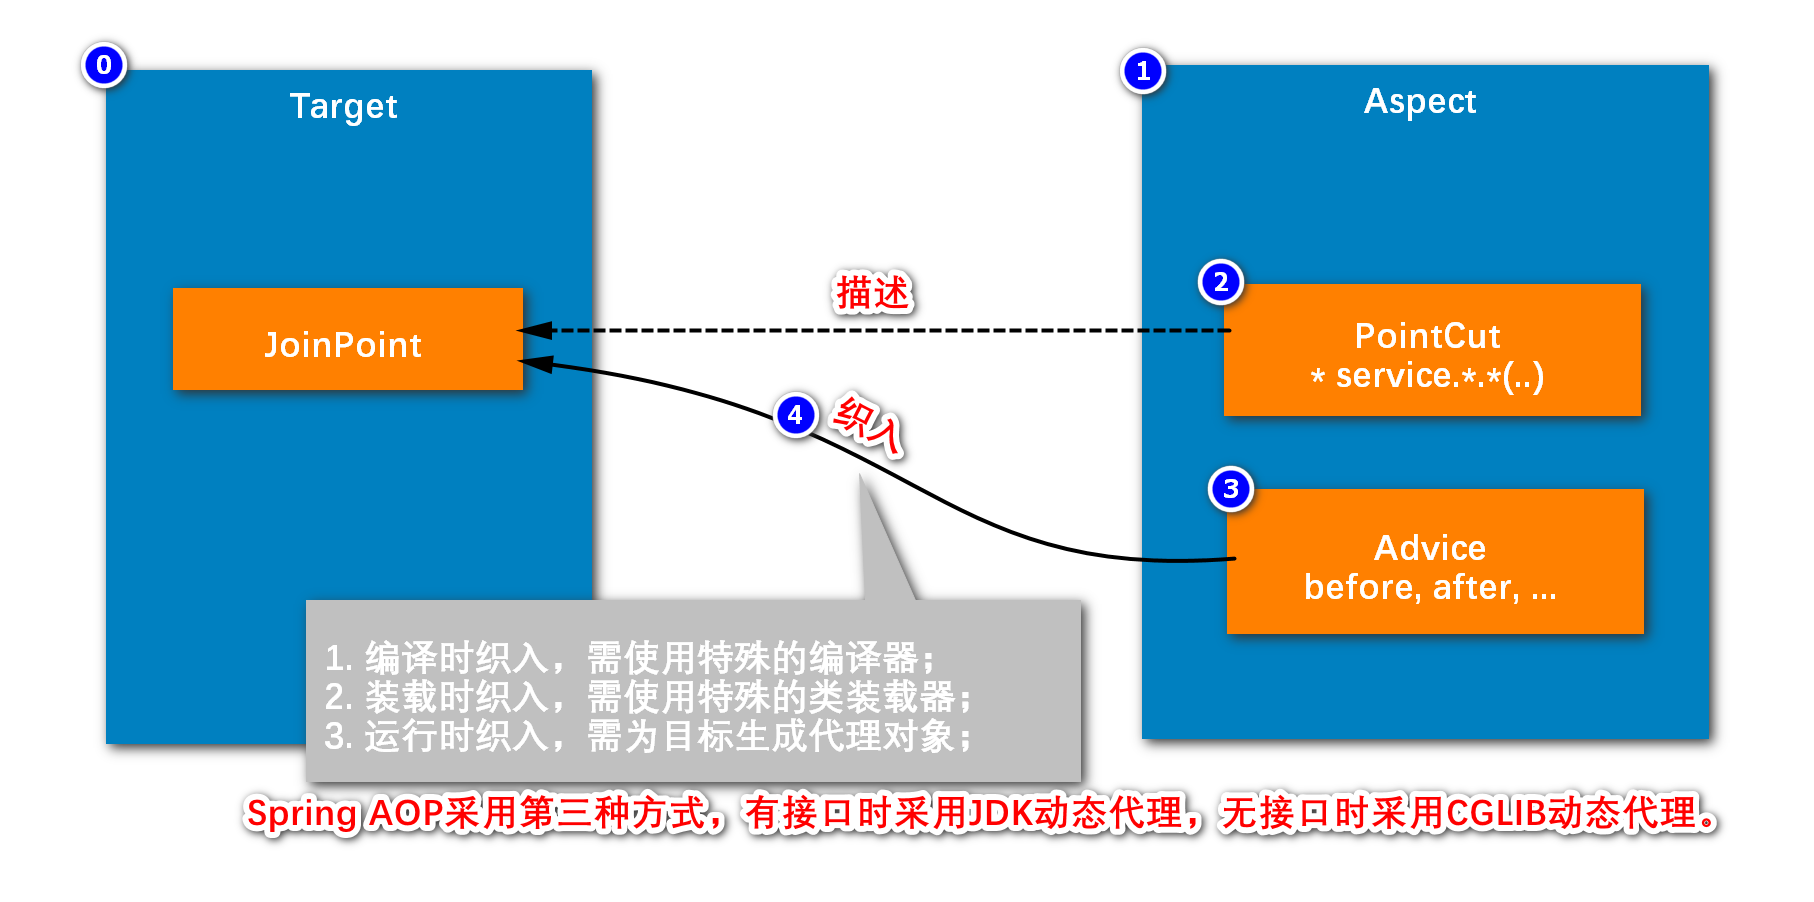 0
Target
1
Aspect
描述
2
PointCut
* service.*.*(..)
JoinPoint
4
织入
3
Advice
before, after, ...
1. 编译时织入，需使用特殊的编译器；
2. 装载时织入，需使用特殊的类装载器；
3. 运行时织入，需为目标生成代理对象；
Spring AOP采用第三种方式，有接口时采用JDK动态代理，无接口时采用CGLIB动态代理。